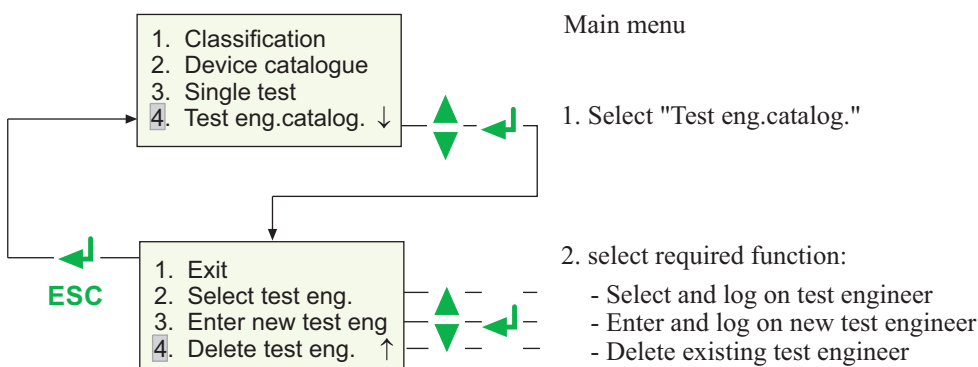 1. Classification
2. Device catalogue
3. Single test
4. Test eng.catalog. ↓
Main menu
1. Select "Test eng.catalog."
ESC
1. Exit
2. Select test eng.
3. Enter new test eng
4. Delete test eng. ↑
2. select required function:
- Select and log on test engineer
- Enter and log on new test engineer
- Delete existing test engineer